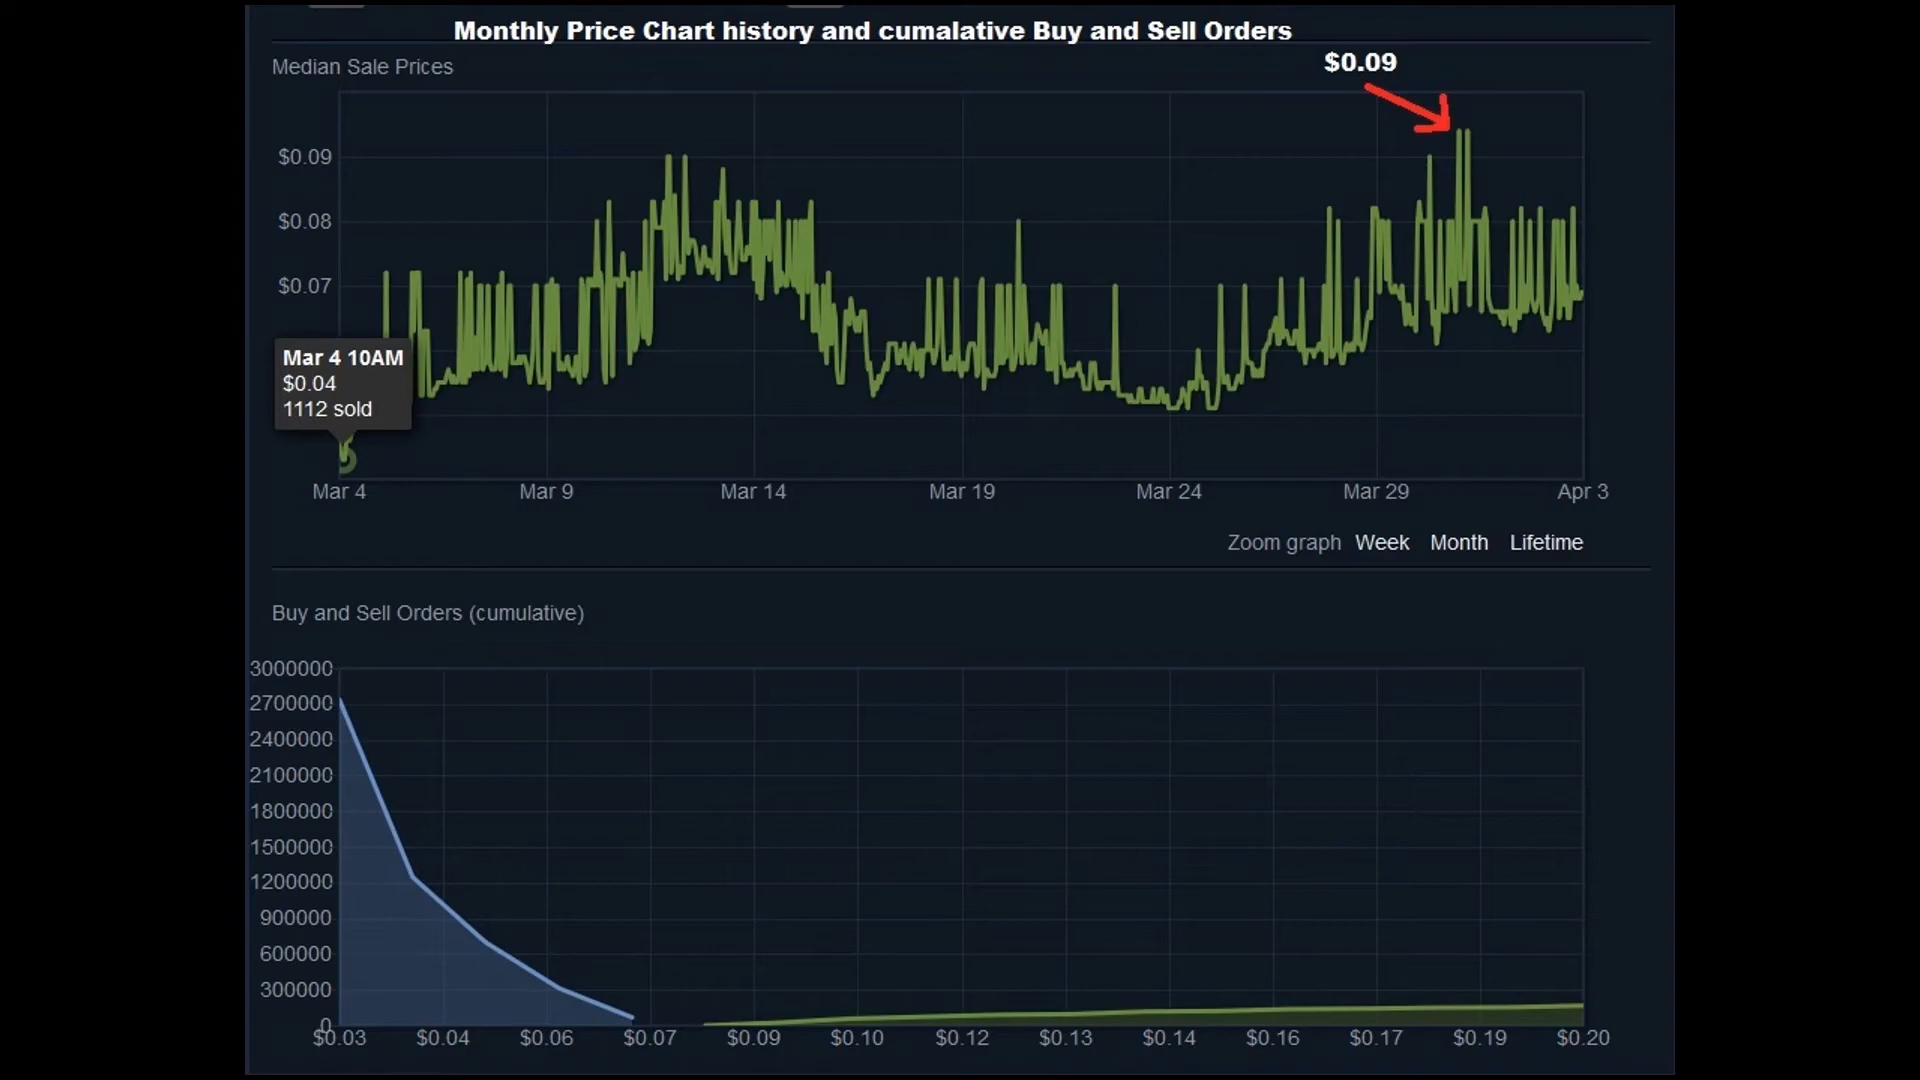 Monthly Price Chart history and cumalative Buy and Sell Orders
Median Sale Prices
$0.09
$0.09
$0.08
$0.07
Mar 4 10AM
$0.04
1112 sold
Mar 4 Mar 9 Mar 14 Mar 19 Mar 24 Mar 29 Apr 3
Zoom graph Week Month Lifetime
Buy and Sell Orders (cumulative)
3000000
2700000
2400000
2100000
1800000
1500000
1200000
900000
600000
300000
0
$0.03 $0.04 $0.06 $0.07 $0.09 $0.10 $0.12 $0.13 $0.14 $0.16 $0.17 $0.19 $0.20